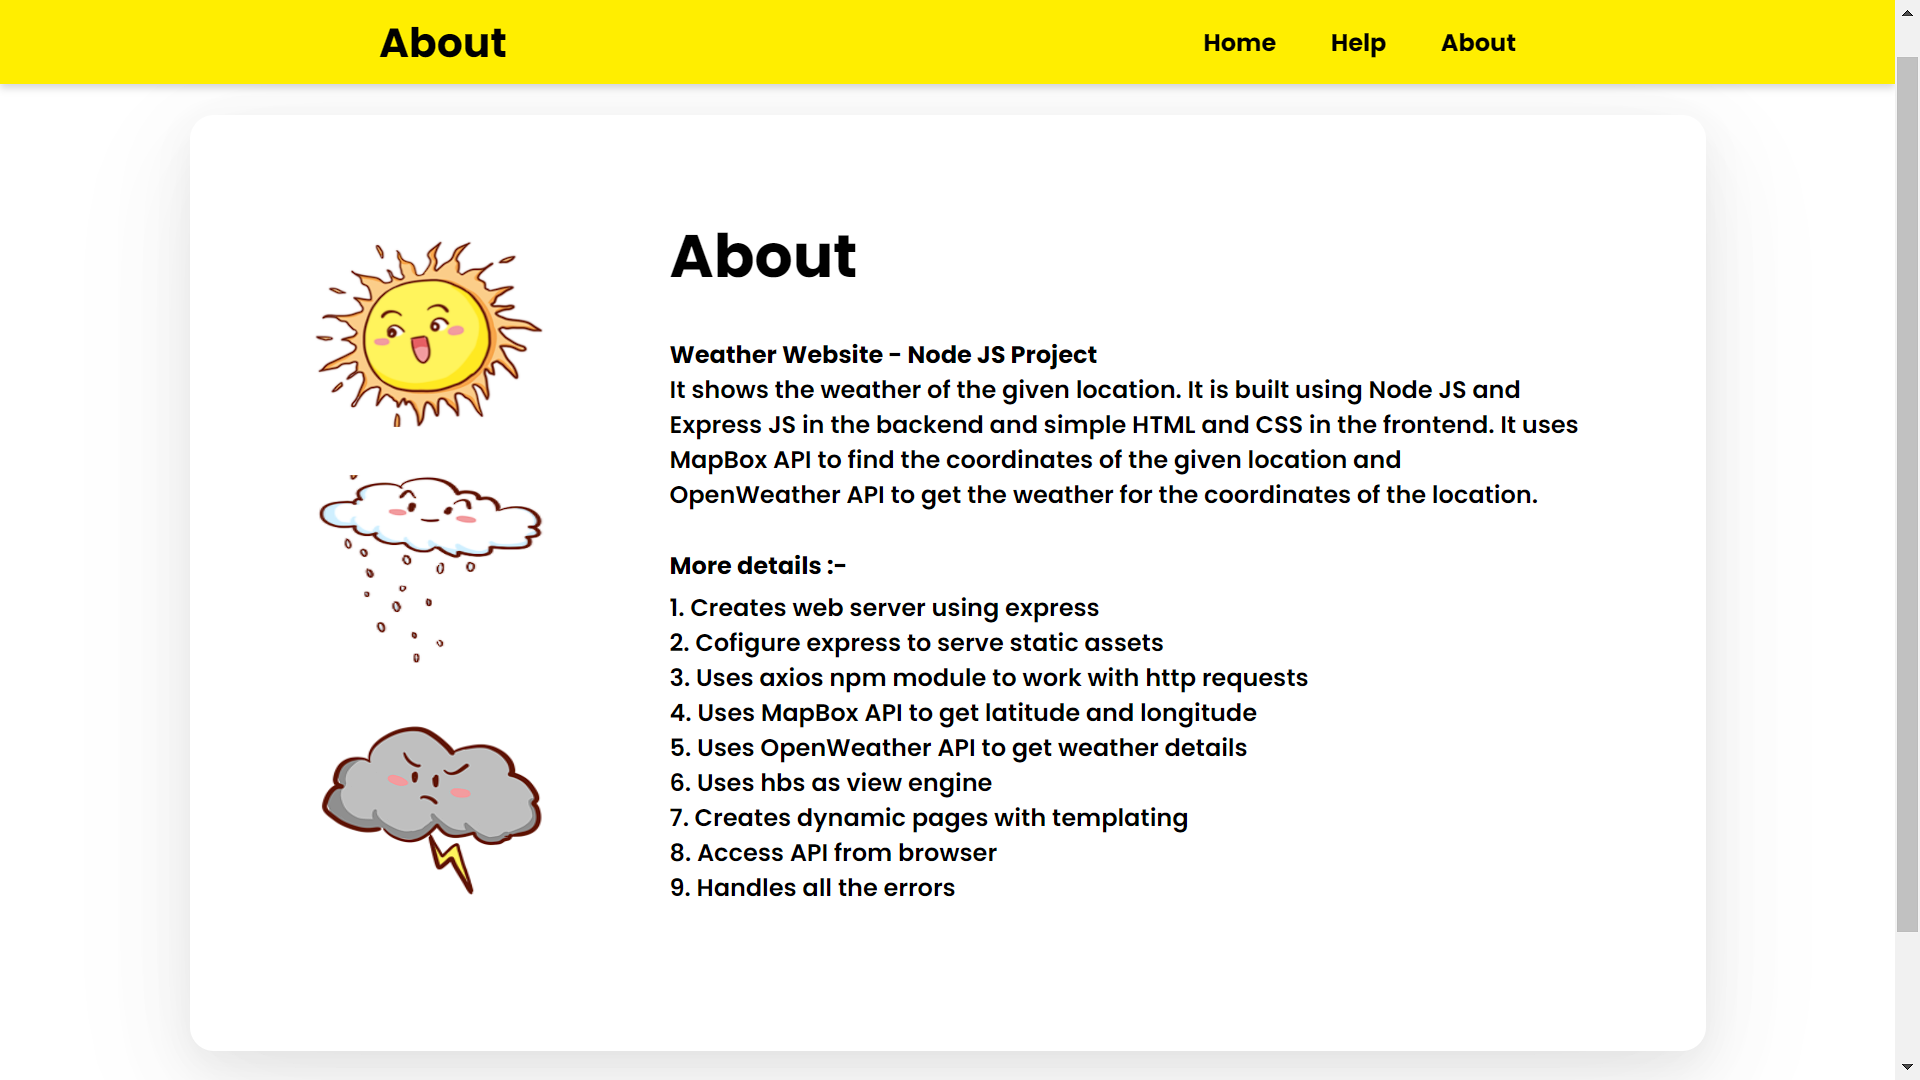 About
Home Help About
About
Weather Website - Node JS Project
It shows the weather of the given location. It is built using Node JS and
Express JS in the backend and simple HTML and CSS in the frontend. It uses
MapBox API to find the coordinates of the given location and
OpenWeather API to get the weather for the coordinates of the location.
More details :-
1. Creates web server using express
2. Cofigure express to serve static assets
3. Uses axios npm module to work with http requests
4. Uses MapBox API to get latitude and longitude
5. Uses OpenWeather API to get weather details
6. Uses hbs as view engine
7. Creates dynamic pages with templating
8. Access API from browser
9. Handles all the errors